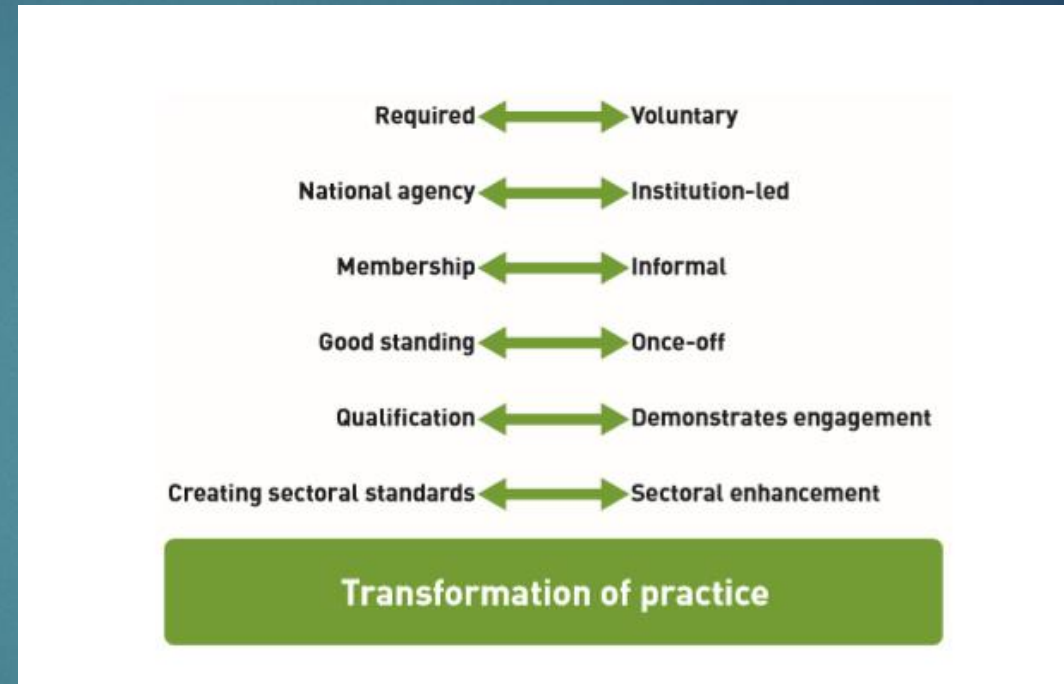 Required Voluntary
National agency Institution-led
Membership Informal
Good standing Once-off
Qualification Demonstrates engagement
Creating sectoral standards Sectoral enhancement
Transformation of practice